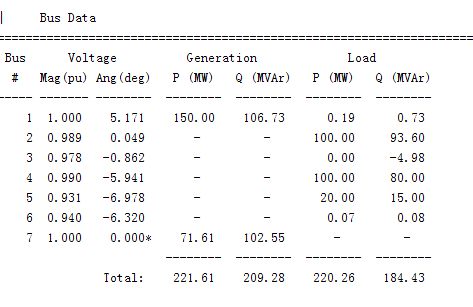 |     Bus Data
================================================================================
 Bus      Voltage          Generation             Load
  #   Mag(pu) Ang(deg)   P (MW)   Q (MVAr)   P (MW)   Q (MVAr)
----- ------- --------  --------  --------  --------  --------
    1  1.000    5.171    150.00    106.73      0.19      0.73
    2  0.989    0.049       -         -      100.00     93.60
    3  0.978   -0.862       -         -        0.00     -4.98
    4  0.990   -5.941       -         -      100.00     80.00
    5  0.931   -6.978       -         -       20.00     15.00
    6  0.940   -6.320       -         -        0.07      0.08
    7  1.000    0.000*    71.61    102.55       -         -
                        --------  --------  --------  --------
               Total:    221.61    209.28    220.26    184.43